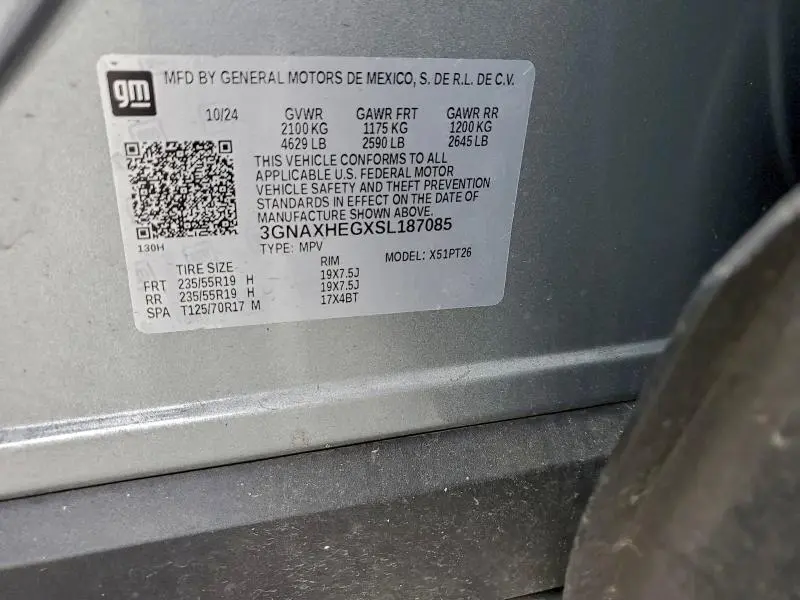 gm
MFD BY GENERAL MOTORS DE MEXICO, S. DE R.L. DE C.V.
10/24 GVWR GAWR FRT GAWR RR
2100 KG 1175 KG 1200 KG
4629 LB 2590 LB 2645 LB
THIS VEHICLE CONFORMS TO ALL
APPLICABLE U.S. FEDERAL MOTOR
VEHICLE SAFETY AND THEFT PREVENTION
STANDARDS IN EFFECT ON THE DATE OF
MANUFACTURE SHOWN ABOVE.
3GNAXHEGXSL187085
130H
TYPE: MPV MODEL: X51PT26
TIRE SIZE RIM
FRT 235/55R19 H 19X7.5J
RR 235/55R19 H 19X7.5J
SPA T125/70R17 M 17X4BT